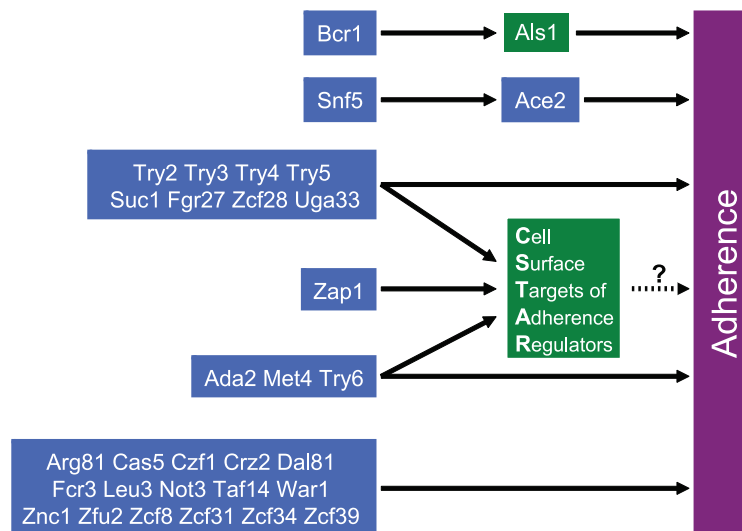 Bcr1
Als1
Snf5
Ace2
Try2 Try3 Try4 Try5
Suc1 Fgr27 Zcf28 Uga33
Cell
Surface
Targets of
Adherence
Regulators
?
Zap1
Ada2 Met4 Try6
Arg81 Cas5 Czf1 Crz2 Dal81
Fcr3 Leu3 Not3 Taf14 War1
Znc1 Zfu2 Zcf8 Zcf31 Zcf34 Zcf39
Adherence